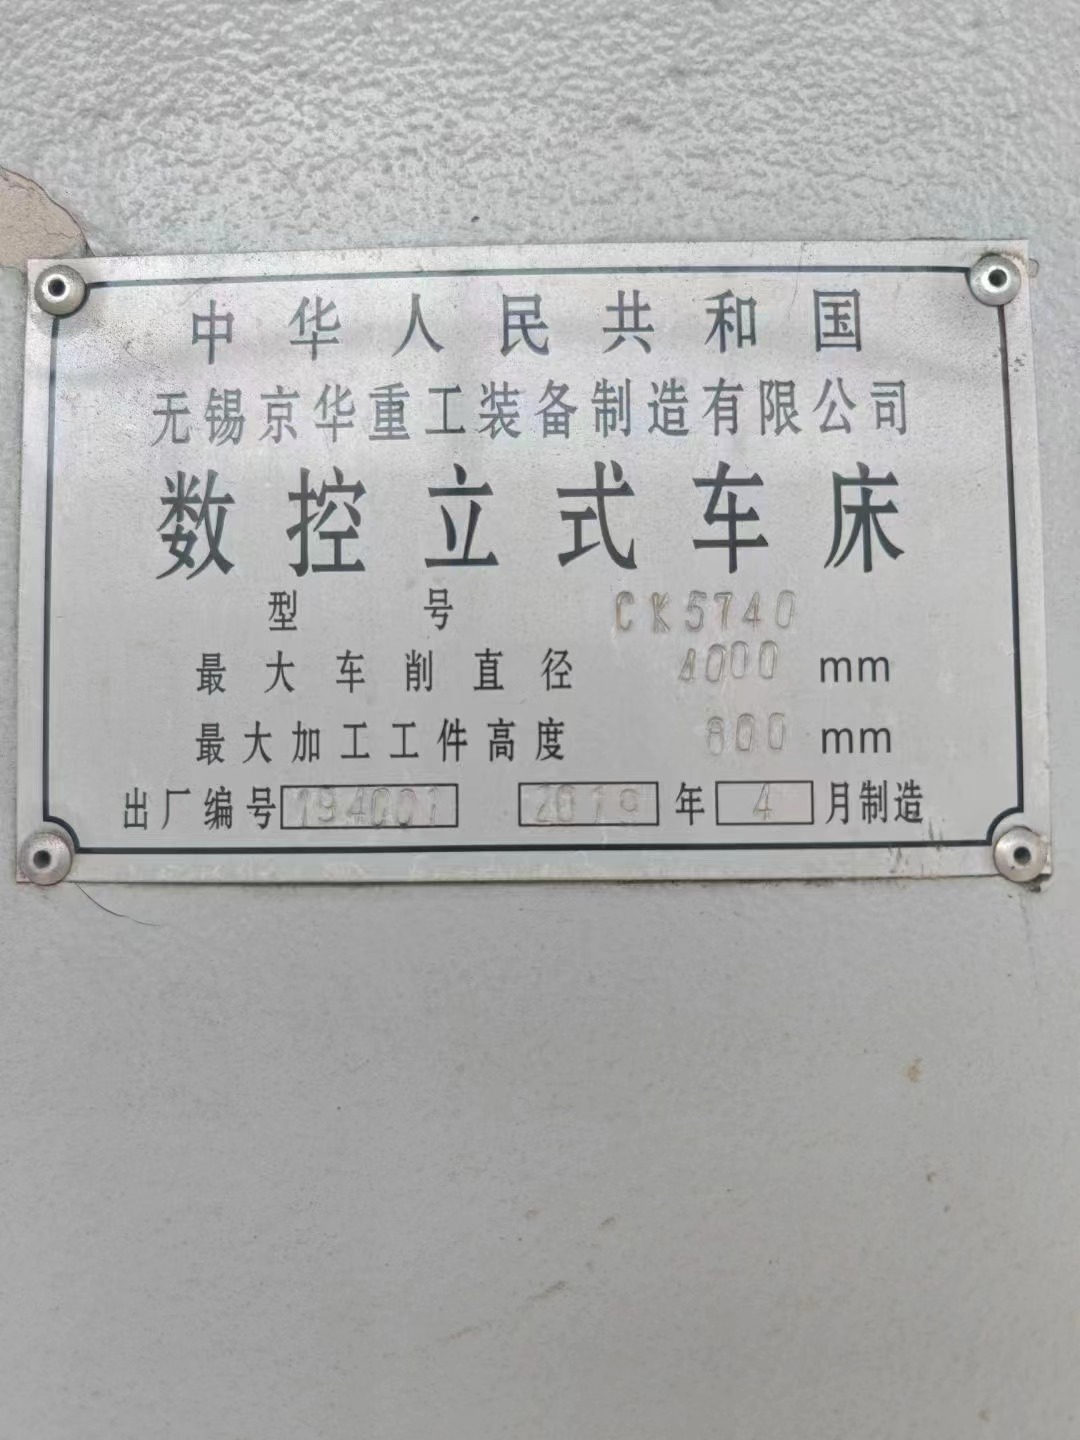 中华人民共和国
无锡京华重工装备制造有限公司
数控立式车床
型号 CK5740
最大车削直径 4000 mm
最大加工工件高度 800 mm
出厂编号 194001 2019 年 4 月制造